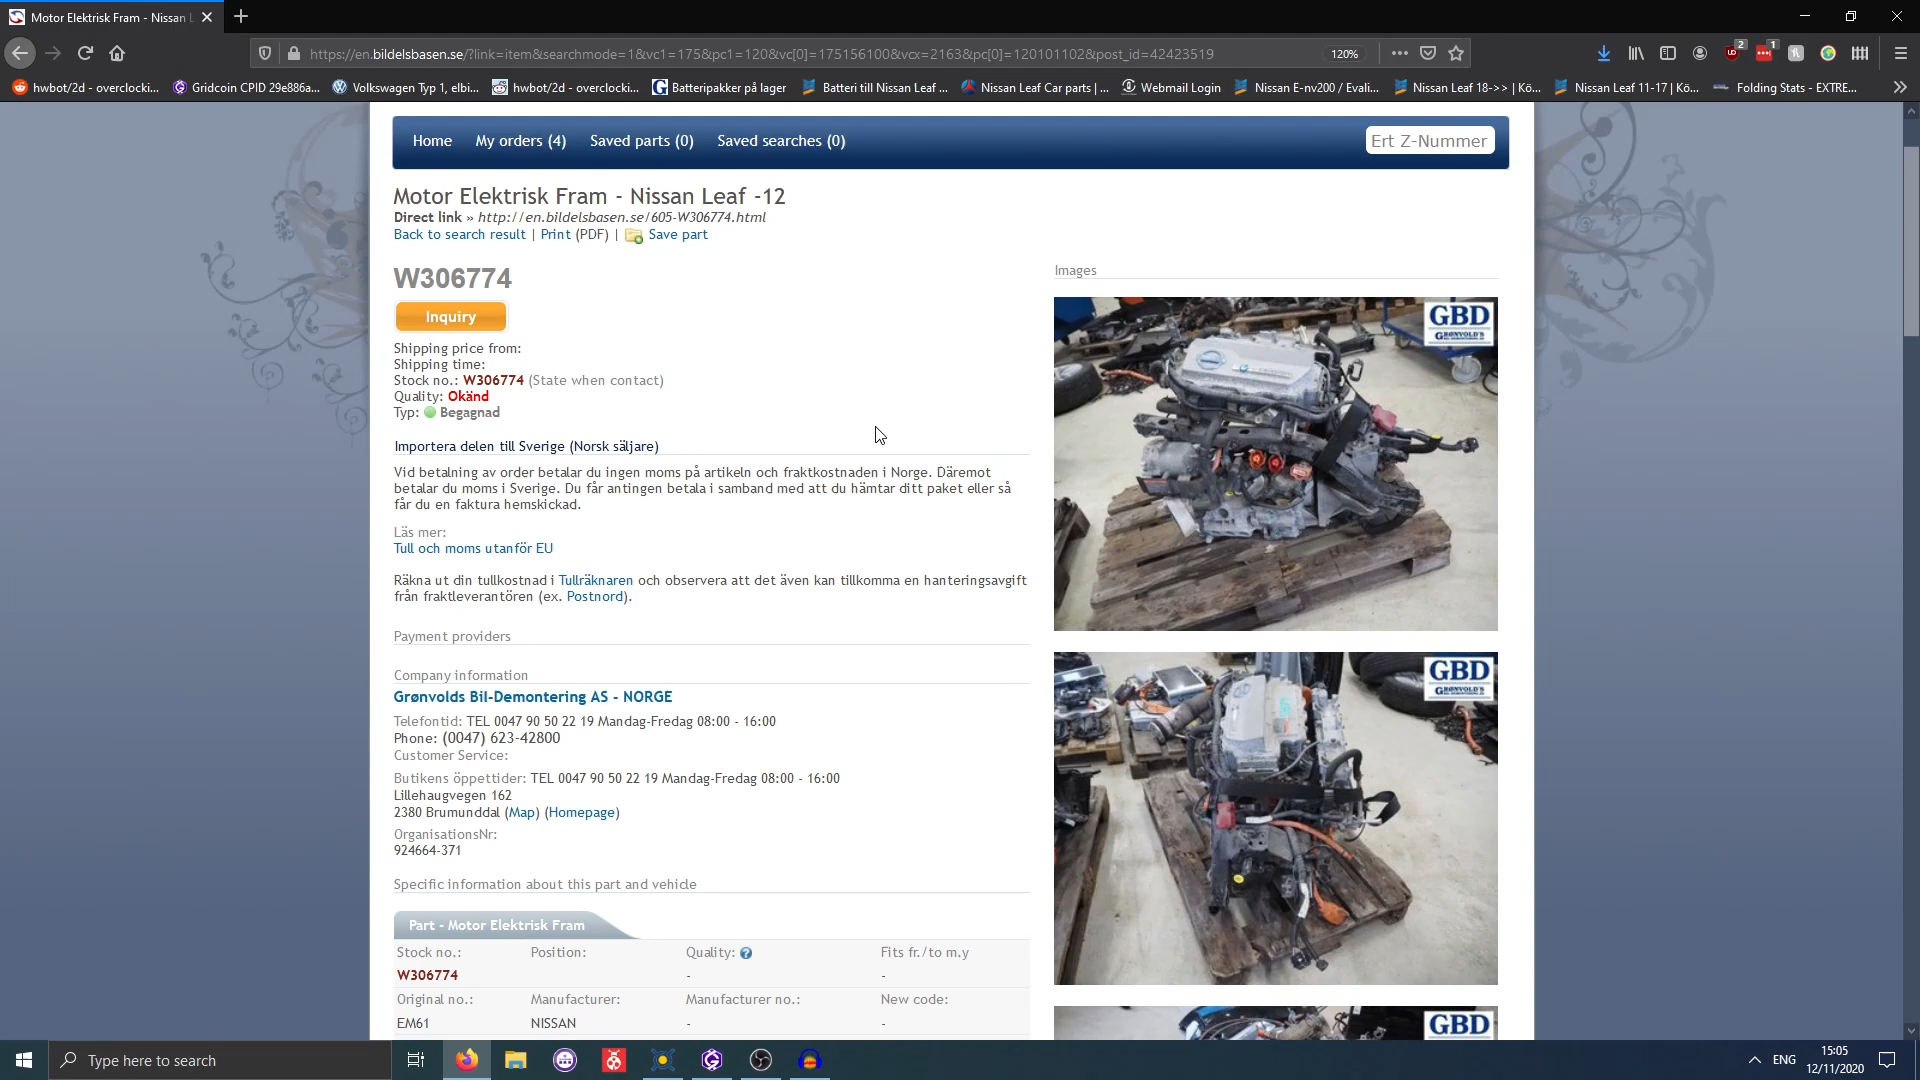 Motor Elektrisk Fram - Nissan L
https://en.bildelsbasen.se/?link=item&searchmode=1&vc1=175&pc1=120&vc[0]=175156100&vcx=2163&pc[0]=120101102&post_id=42423519
120%
2
1
hwbot/2d - overclocki...
Gridcoin CPID 29e886a...
Volkswagen Typ 1, elbi...
hwbot/2d - overclocki...
Batteripakker på lager
Batteri till Nissan Leaf ...
Nissan Leaf Car parts | ...
Webmail Login
Nissan E-nv200 / Evali...
Nissan Leaf 18->> | Kö...
Nissan Leaf 11-17 | Kö...
Folding Stats - EXTRE...
Home
My orders (4)
Saved parts (0)
Saved searches (0)
Ert Z-Nummer
Motor Elektrisk Fram - Nissan Leaf -12
Direct link » http://en.bildelsbasen.se/605-W306774.html
Back to search result | Print (PDF) | Save part
W306774
Inquiry
Shipping price from:
Shipping time:
Stock no.: W306774 (State when contact)
Quality: Okänd
Typ: Begagnad
Importera delen till Sverige (Norsk säljare)
Vid betalning av order betalar du ingen moms på artikeln och fraktkostnaden i Norge. Däremot
betalar du moms i Sverige. Du får antingen betala i samband med att du hämtar ditt paket eller så
får du en faktura hemskickad.
Läs mer:
Tull och moms utanför EU
Räkna ut din tullkostnad i Tullräknaren och observera att det även kan tillkomma en hanteringsavgift
från fraktleverantören (ex. Postnord).
Payment providers
Company information
Grønvolds Bil-Demontering AS - NORGE
Telefontid: TEL 0047 90 50 22 19 Mandag-Fredag 08:00 - 16:00
Phone: (0047) 623-42800
Customer Service:
Butikens öppettider: TEL 0047 90 50 22 19 Mandag-Fredag 08:00 - 16:00
Lillehaugvegen 162
2380 Brumunddal (Map) (Homepage)
OrganisationsNr:
924664-371
Specific information about this part and vehicle
Part - Motor Elektrisk Fram
Stock no.: Position: Quality: ? Fits fr./to m.y
W306774 - -
Original no.: Manufacturer: Manufacturer no.: New code:
EM61 NISSAN - -
Images
GBD
GRØNVOLD'S
GBD
GRØNVOLD'S
GBD
Type here to search
ENG
15:05
12/11/2020